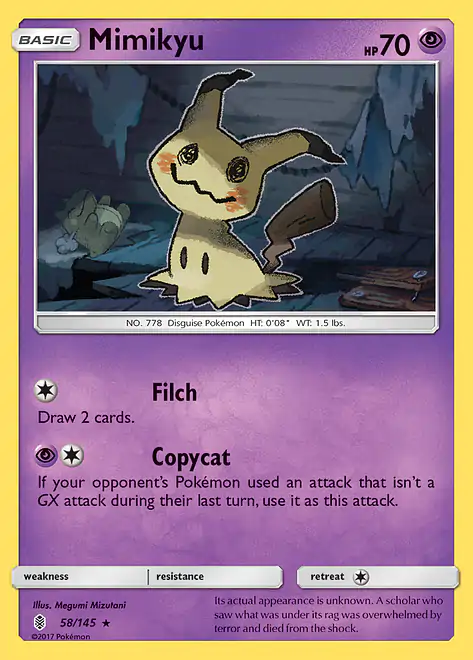 BASIC Mimikyu HP 70
NO. 778 Disguise Pokémon HT: 0'08" WT: 1.5 lbs.
Filch
Draw 2 cards.
Copycat
If your opponent's Pokémon used an attack that isn't a
GX attack during their last turn, use it as this attack.
weakness resistance retreat
Illus. Megumi Mizutani
58/145 ★
©2017 Pokémon
Its actual appearance is unknown. A scholar who
saw what was under its rag was overwhelmed by
terror and died from the shock.